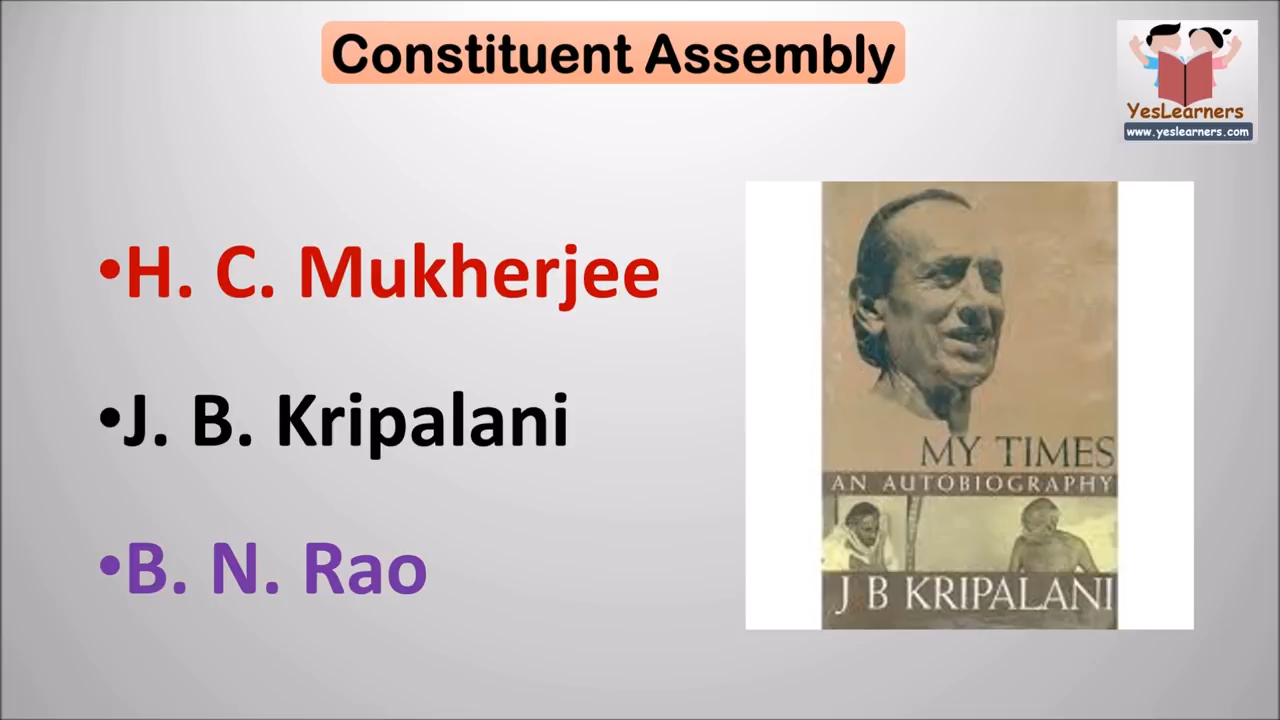 Constituent Assembly
YesLearners
www.yeslearners.com
•H. C. Mukherjee
•J. B. Kripalani
•B. N. Rao
MY TIMES
AN AUTOBIOGRAPHY
J B KRIPALANI